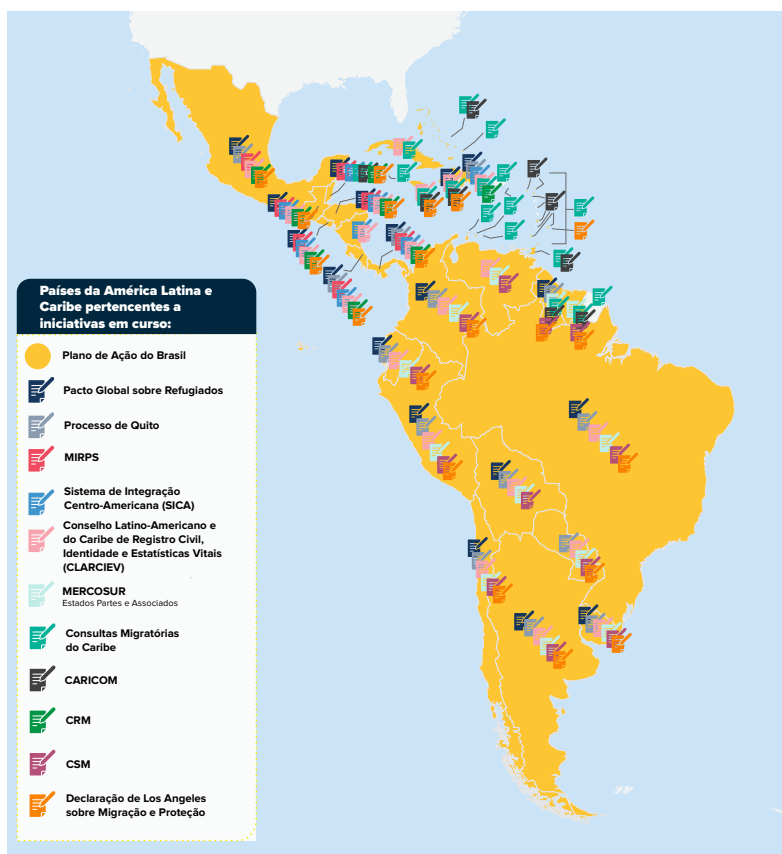 Países da América Latina e
Caribe pertencentes a
iniciativas em curso:
Plano de Ação do Brasil
Pacto Global sobre Refugiados
Processo de Quito
MIRPS
Sistema de Integração
Centro-Americana (SICA)
Conselho Latino-Americano e
do Caribe de Registro Civil,
Identidade e Estatísticas Vitais
(CLARCIEV)
MERCOSUR
Estados Partes e Associados
Consultas Migratórias
do Caribe
CARICOM
CRM
CSM
Declaração de Los Angeles
sobre Migração e Proteção